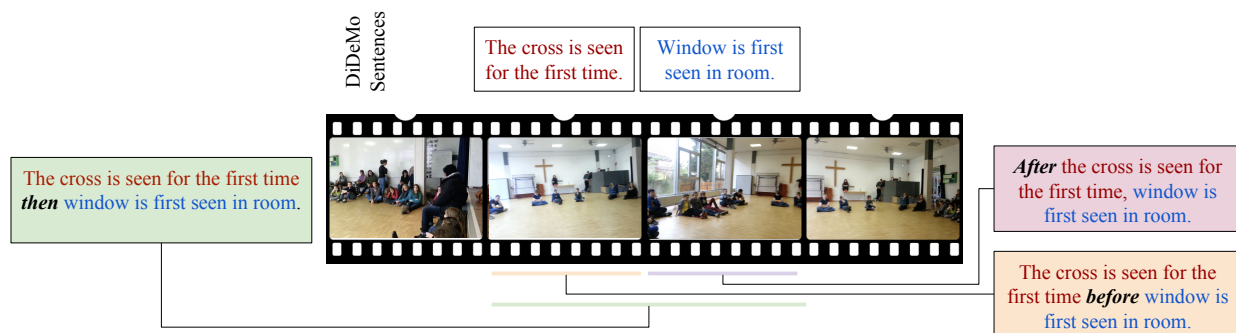 DiDeMo
Sentences
The cross is seen
for the first time.
Window is first
seen in room.
The cross is seen for the first time
then window is first seen in room.
After the cross is seen for
the first time, window is
first seen in room.
The cross is seen for the
first time before window is
first seen in room.